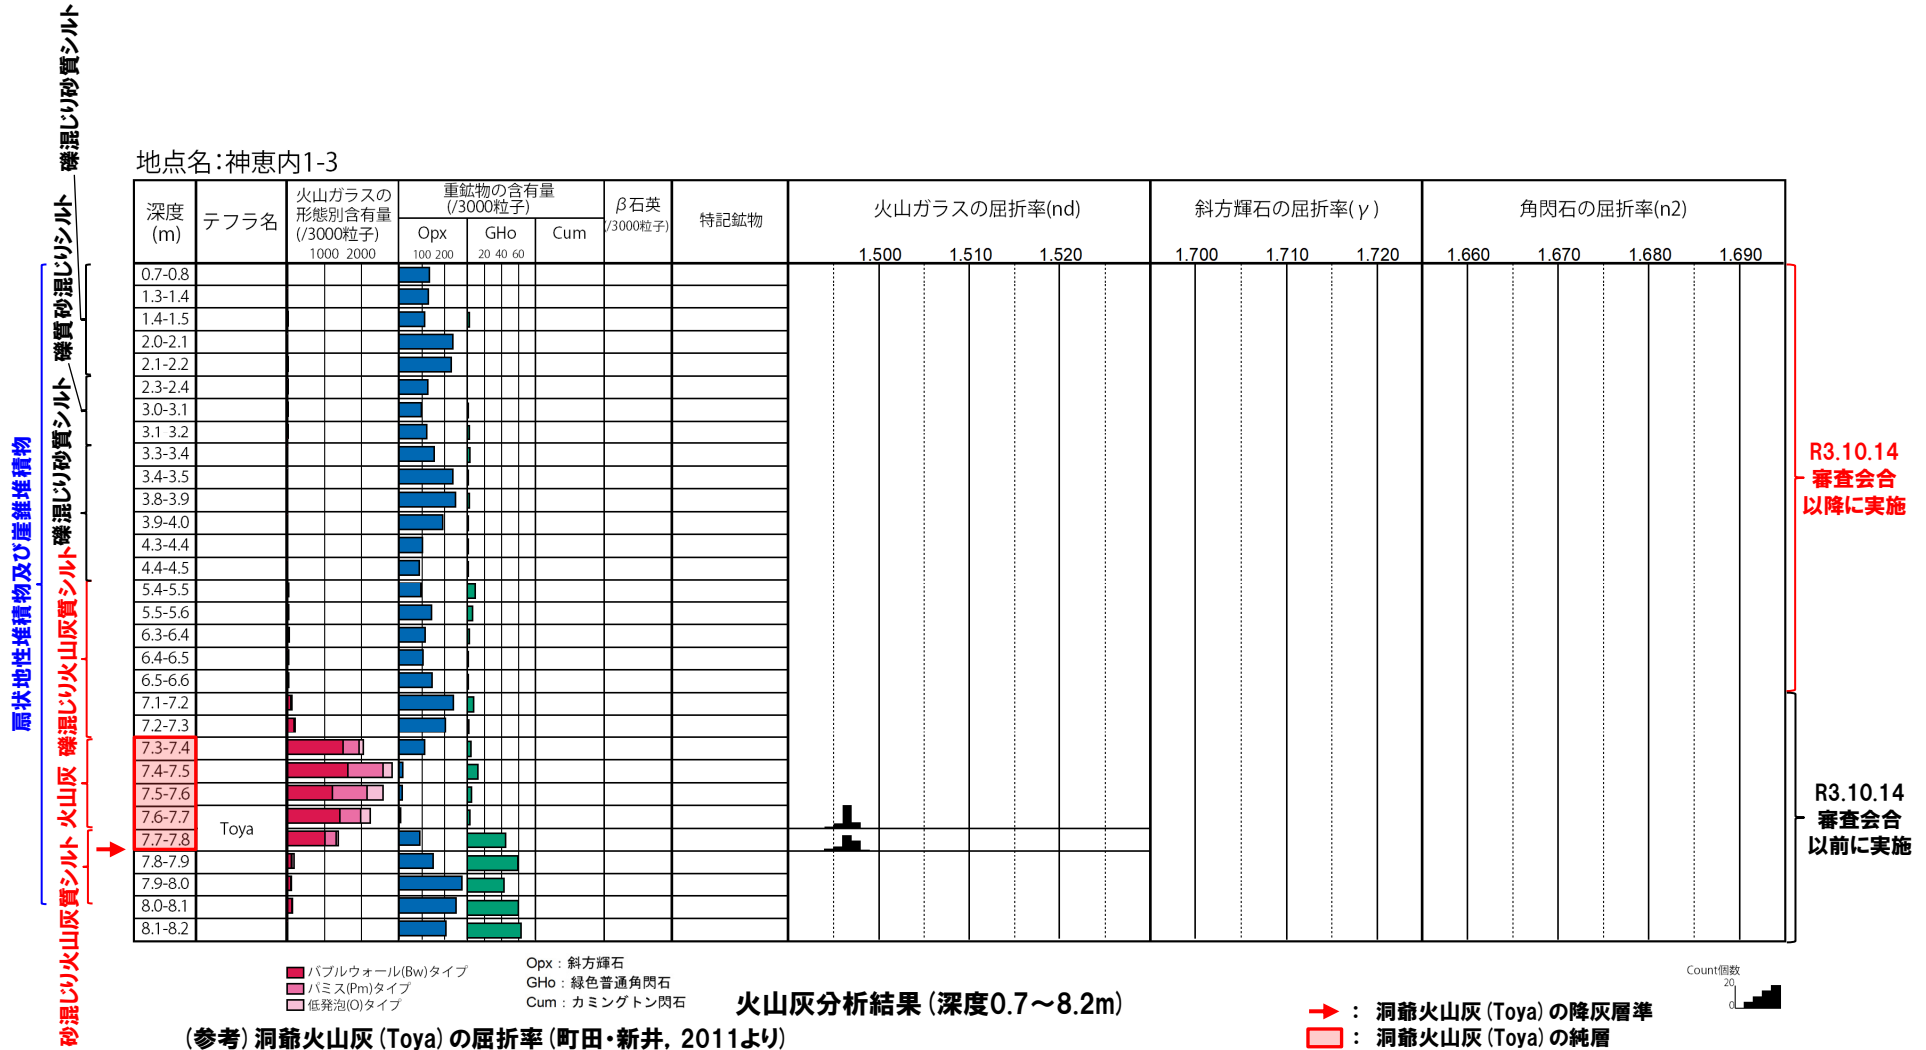 礫混じり砂質シルト
礫質砂混じりシルト
礫混じり砂質シルト
礫混じり火山灰質シルト
火山灰
砂混じり火山灰質シルト
扇状地性堆積物及び崖錐堆積物
地点名：神恵内1-3
深度
(m)
テフラ名
火山ガラスの
形態別含有量
(/3000粒子)
1000 2000
重鉱物の含有量
(/3000粒子)
Opx GHo Cum
100 200 20 40 60
β石英
(/3000粒子)
特記鉱物
火山ガラスの屈折率(nd)
1.500 1.510 1.520
斜方輝石の屈折率(γ)
1.700 1.710 1.720
角閃石の屈折率(n2)
1.660 1.670 1.680 1.690
0.7-0.8
1.3-1.4
1.4-1.5
2.0-2.1
2.1-2.2
2.3-2.4
3.0-3.1
3.1-3.2
3.3-3.4
3.4-3.5
3.8-3.9
3.9-4.0
4.3-4.4
4.4-4.5
5.4-5.5
5.5-5.6
6.3-6.4
6.4-6.5
6.5-6.6
7.1-7.2
7.2-7.3
7.3-7.4
7.4-7.5
7.5-7.6
7.6-7.7
Toya
7.7-7.8
7.8-7.9
7.9-8.0
8.0-8.1
8.1-8.2
R3.10.14
審査会合
以降に実施
R3.10.14
審査会合
以前に実施
バブルウォール(Bw)タイプ
パミス(Pm)タイプ
低発泡(O)タイプ
Opx：斜方輝石
GHo：緑色普通角閃石
Cum：カミングトン閃石
火山灰分析結果（深度0.7～8.2m）
Count個数
20
0
：洞爺火山灰（Toya）の降灰層準
：洞爺火山灰（Toya）の純層
（参考）洞爺火山灰（Toya）の屈折率（町田・新井，2011より）